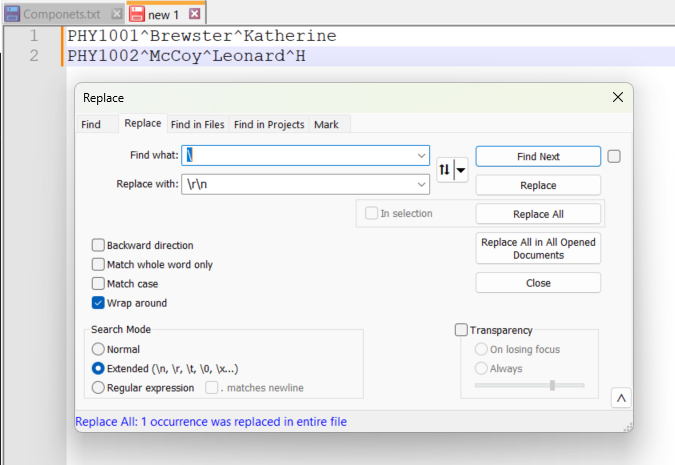 Componets.txt new 1
1 PHY1001^Brewster^Katherine
2 PHY1002^McCoy^Leonard^H
Replace
Find Replace Find in Files Find in Projects Mark
Find what: \ Find Next
Replace with: \r\n Replace
In selection Replace All
Replace All in All Opened
Documents
Close
Backward direction
Match whole word only
Match case
Wrap around
Search Mode
Normal
Extended (\n, \r, \t, \0, \x...)
Regular expression . matches newline
Transparency
On losing focus
Always
Replace All: 1 occurrence was replaced in entire file